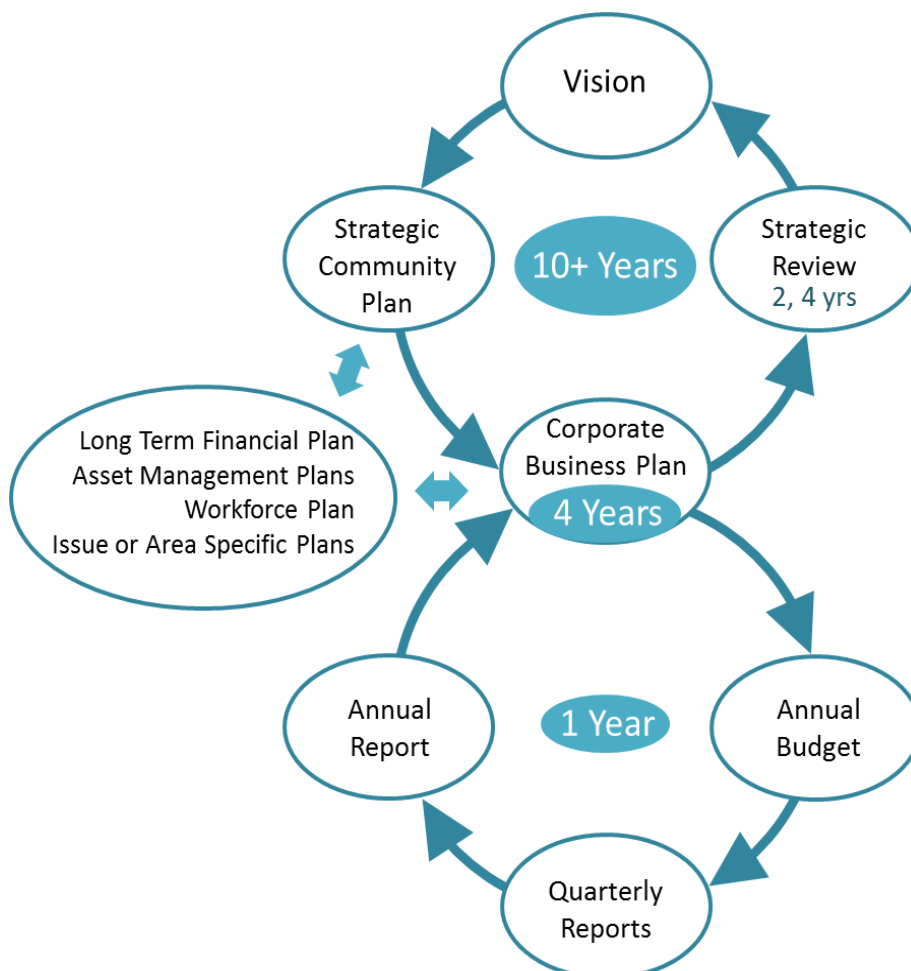 Vision
Strategic
Community
Plan
10+ Years
Strategic
Review
2, 4 yrs
Long Term Financial Plan
Asset Management Plans
Workforce Plan
Issue or Area Specific Plans
Corporate
Business Plan
4 Years
Annual
Report
1 Year
Annual
Budget
Quarterly
Reports